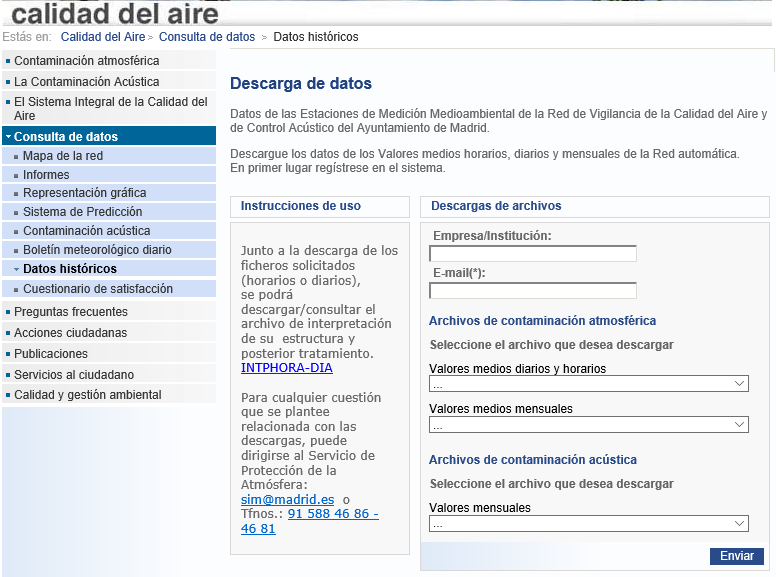 calidad del aire
Estás en: Calidad del Aire > Consulta de datos > Datos históricos
Contaminación atmosférica
La Contaminación Acústica
El Sistema Integral de la Calidad del
Aire
Consulta de datos
Mapa de la red
Informes
Representación gráfica
Sistema de Predicción
Contaminación acústica
Boletín meteorológico diario
Datos históricos
Cuestionario de satisfacción
Preguntas frecuentes
Acciones ciudadanas
Publicaciones
Servicios al ciudadano
Calidad y gestión ambiental
Descarga de datos
Datos de las Estaciones de Medición Medioambiental de la Red de Vigilancia de la Calidad del Aire y
de Control Acústico del Ayuntamiento de Madrid.
Descargue los datos de los Valores medios horarios, diarios y mensuales de la Red automática.
En primer lugar regístrese en el sistema.
Instrucciones de uso
Junto a la descarga de los
ficheros solicitados
(horarios o diarios),
se podrá
descargar/consultar el
archivo de interpretación
de su estructura y
posterior tratamiento.
INTPHORA-DIA
Para cualquier cuestión
que se plantee
relacionada con las
descargas, puede
dirigirse al Servicio de
Protección de la
Atmósfera:
sim@madrid.es o
Tfnos.: 91 588 46 86 -
46 81
Descargas de archivos
Empresa/Institución:
E-mail(*):
Archivos de contaminación atmosférica
Seleccione el archivo que desea descargar
Valores medios diarios y horarios
...
Valores medios mensuales
...
Archivos de contaminación acústica
Seleccione el archivo que desea descargar
Valores mensuales
...
Enviar